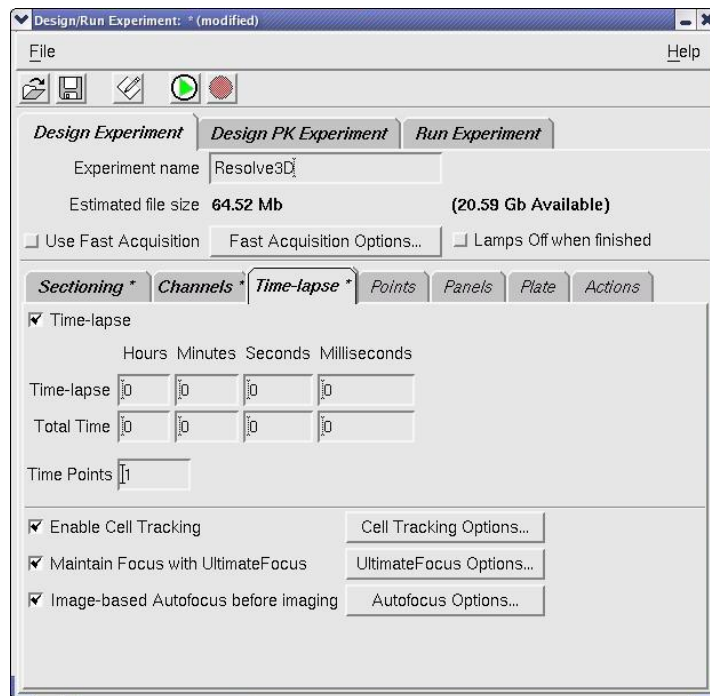 Design/Run Experiment: * (modified)
File Help
Design Experiment Design PK Experiment Run Experiment
Experiment name Resolve3D
Estimated file size 64.52 Mb (20.59 Gb Available)
Use Fast Acquisition Fast Acquisition Options... Lamps Off when finished
Sectioning * Channels * Time-lapse * Points Panels Plate Actions
Time-lapse
Hours Minutes Seconds Milliseconds
Time-lapse 0 0 0 0
Total Time 0 0 0 0
Time Points 1
Enable Cell Tracking Cell Tracking Options...
Maintain Focus with UltimateFocus UltimateFocus Options...
Image-based Autofocus before imaging Autofocus Options...